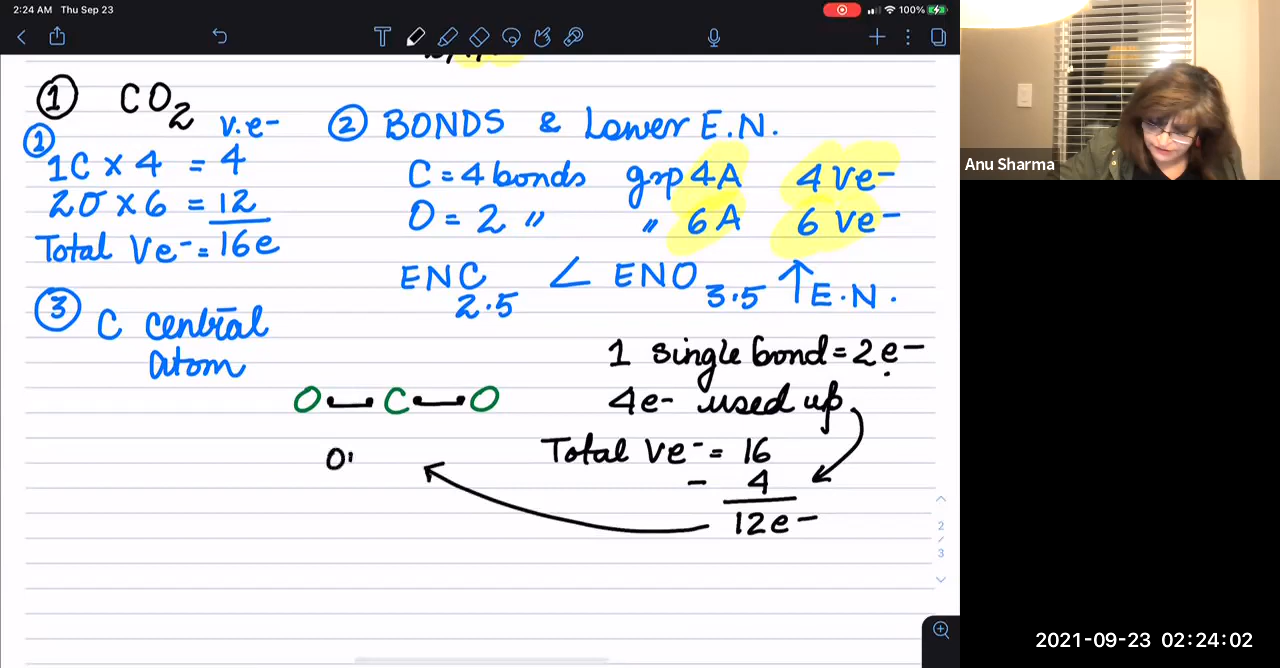 2:24 AM Thu Sep 23
100%
① CO2
① v.e-
1C × 4 = 4
2O × 6 = 12
Total Ve- = 16e
② BONDS & Lower E.N.
C = 4 bonds grp 4A 4 ve-
O = 2 " " 6A 6 ve-
ENC 2.5 < ENO 3.5 ↑E.N.
③ C central
atom
O — C — O
O
1 single bond = 2e-
4e- used up
Total Ve- = 16
- 4
12e-
2
/
3
Anu Sharma
2021-09-23 02:24:02